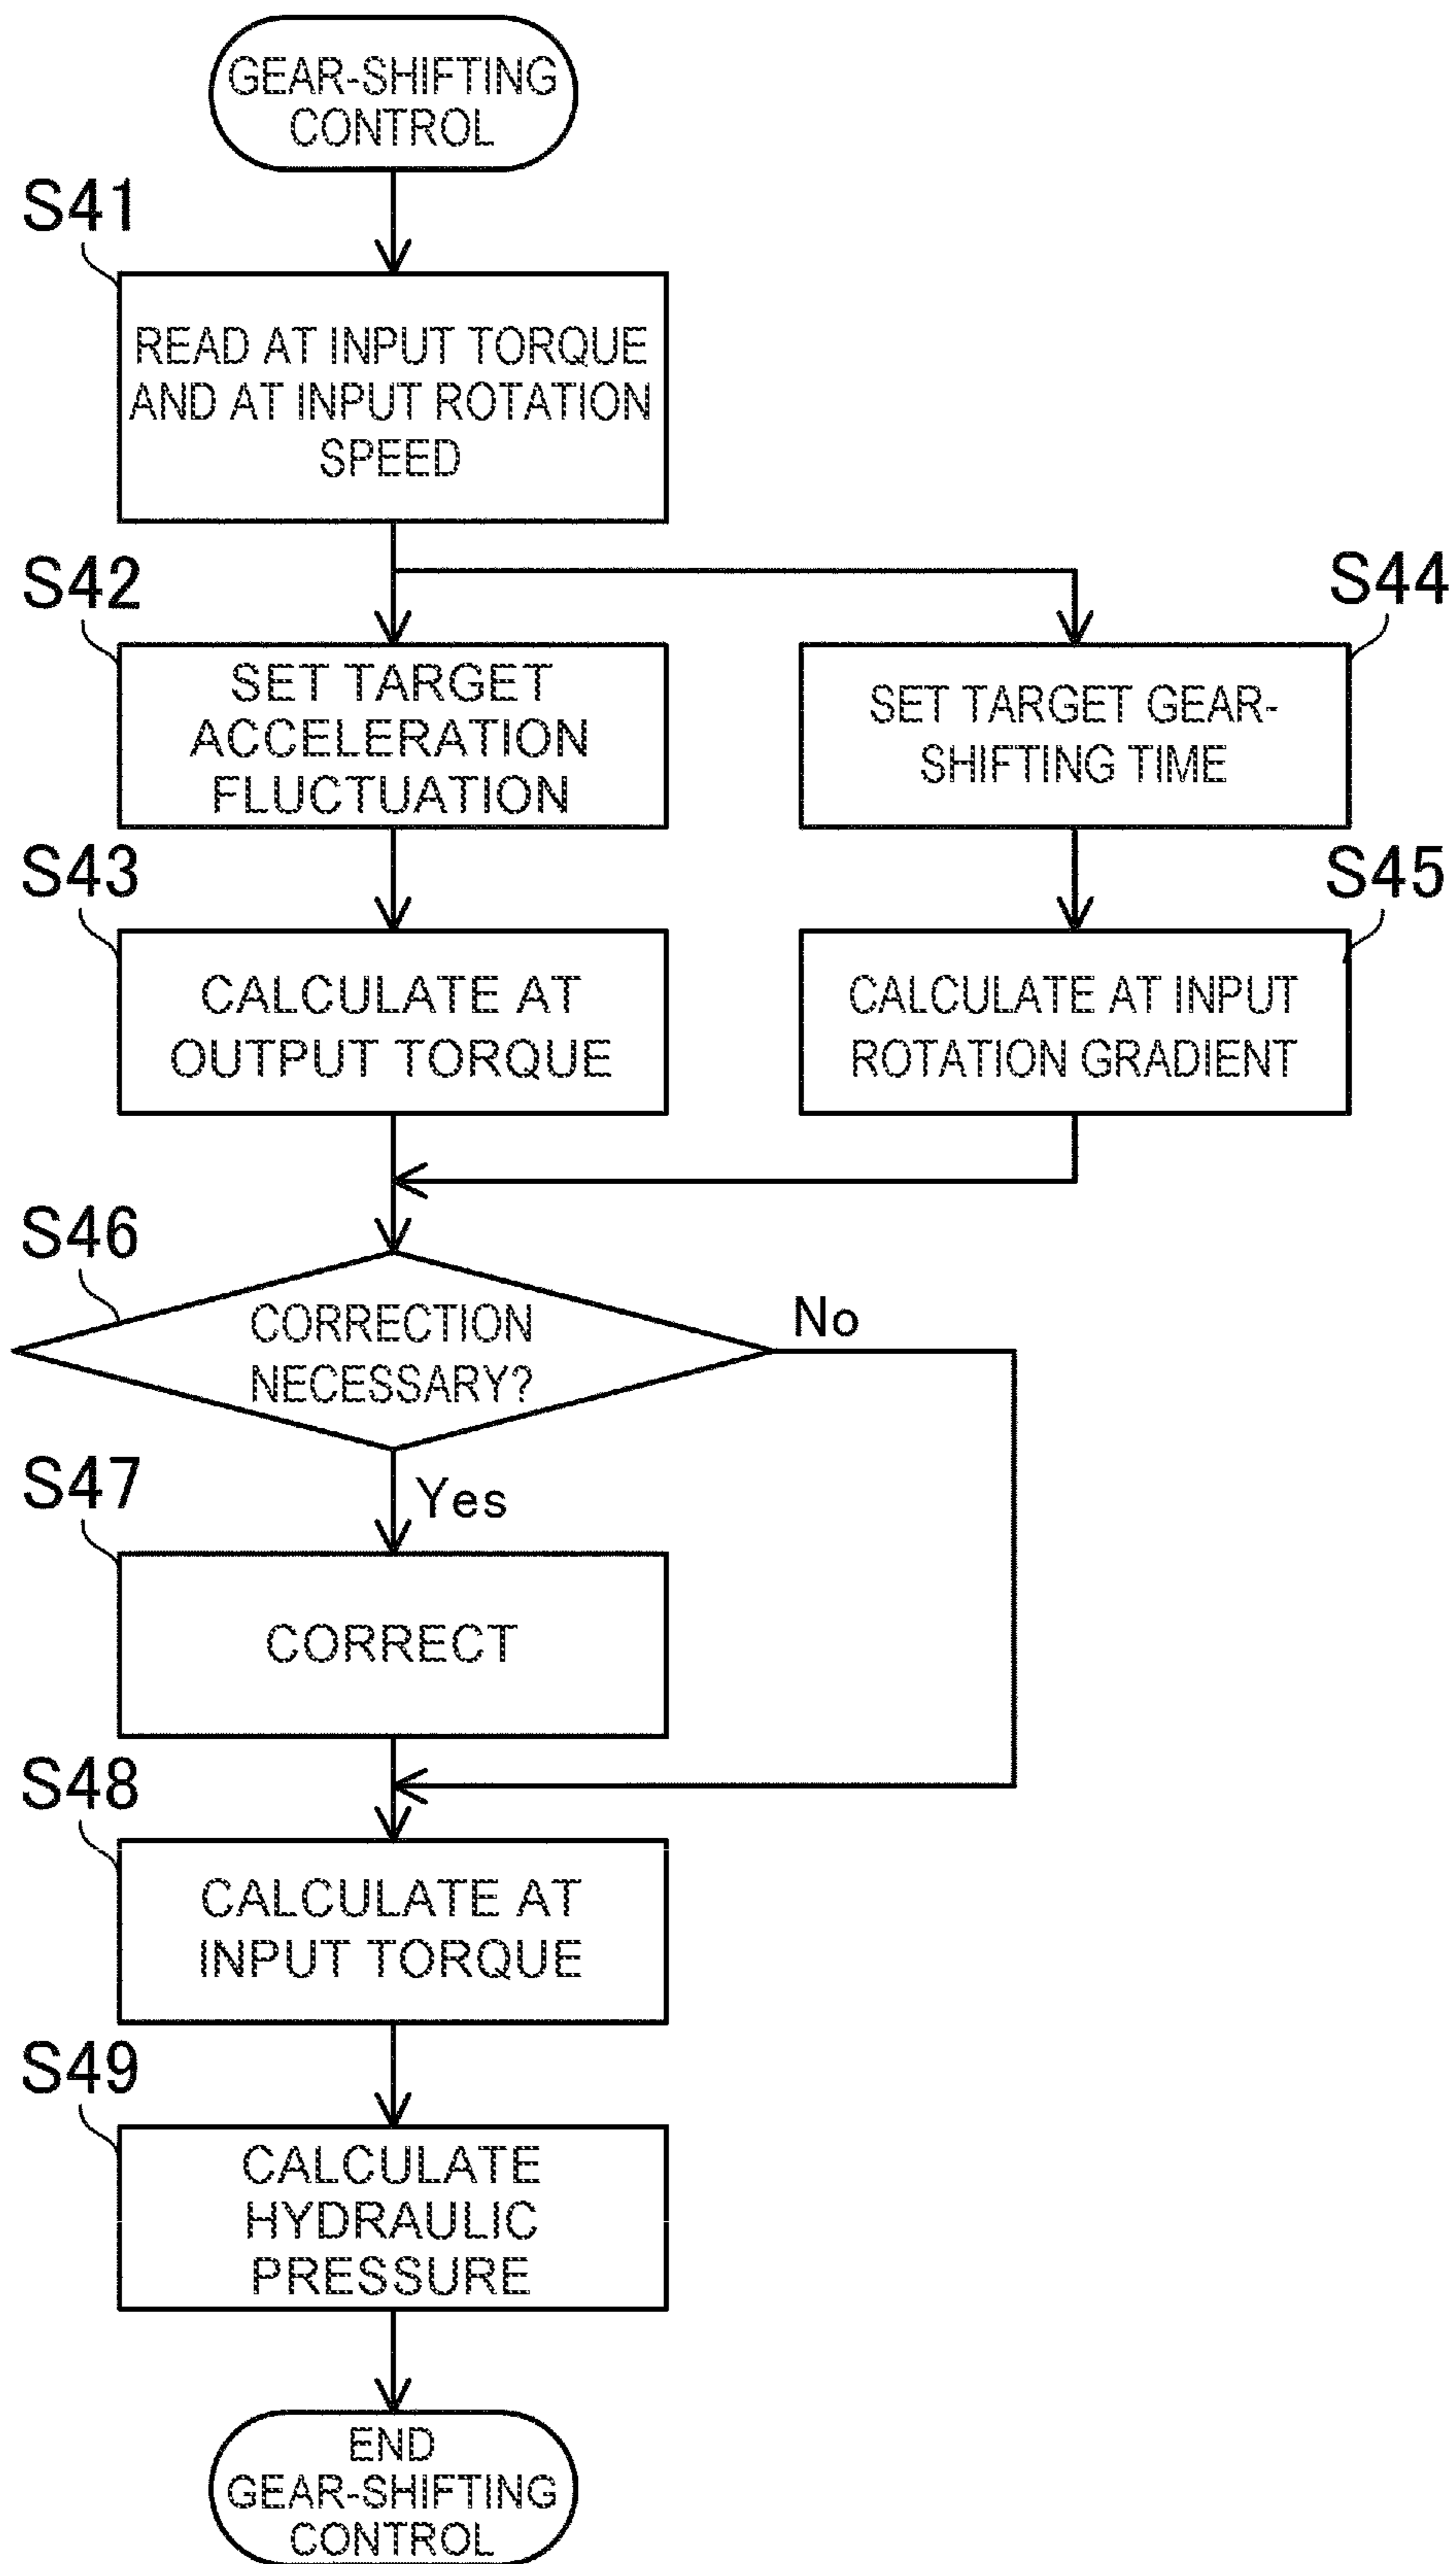 GEAR-SHIFTING
CONTROL
S41
READ AT INPUT TORQUE
AND AT INPUT ROTATION
SPEED
S42
SET TARGET
ACCELERATION
FLUCTUATION
S44
SET TARGET GEAR-
SHIFTING TIME
S43
CALCULATE AT
OUTPUT TORQUE
S45
CALCULATE AT INPUT
ROTATION GRADIENT
S46
CORRECTION
NECESSARY?
No
Yes
S47
CORRECT
S48
CALCULATE AT
INPUT TORQUE
S49
CALCULATE
HYDRAULIC
PRESSURE
END
GEAR-SHIFTING
CONTROL